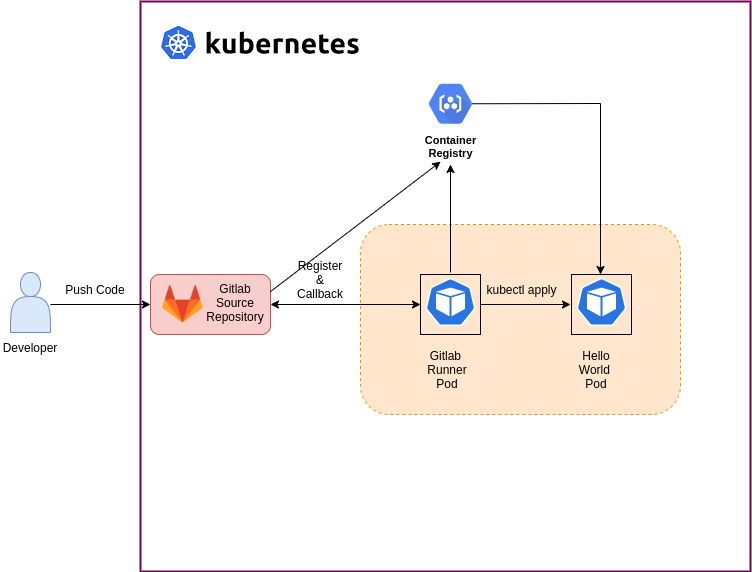 kubernetes
Container
Registry
Register
&
Callback
Push Code
Gitlab
Source
Repository
kubectl apply
Developer
Gitlab
Runner
Pod
Hello
World
Pod